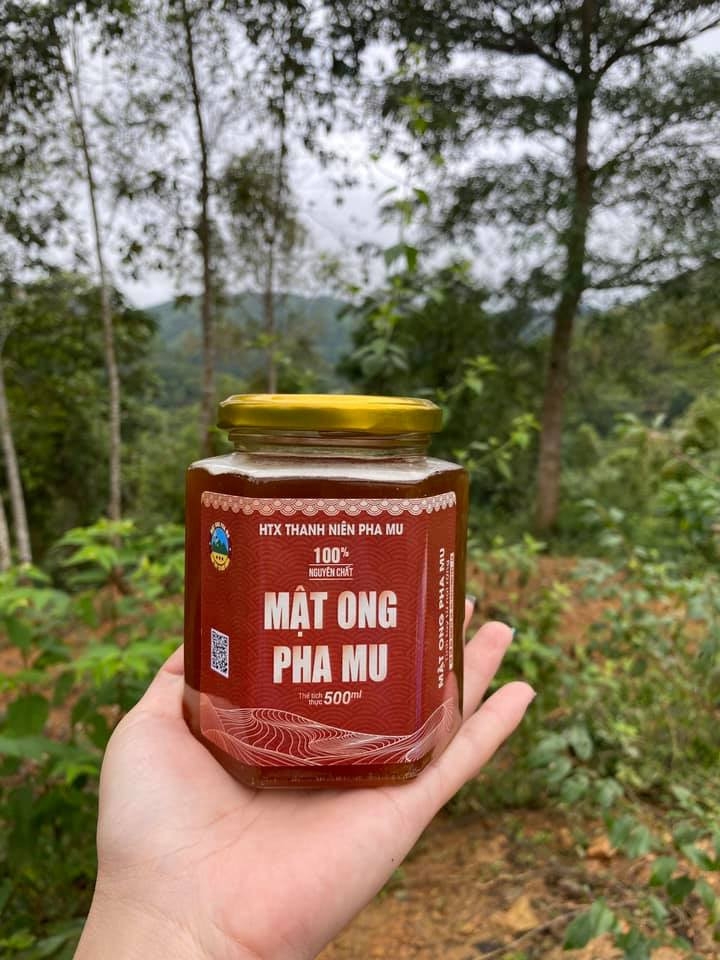 HTX THANH NIÊN PHA MU
100%
NGUYÊN CHẤT
MẬT ONG
PHA MU
Thể tích
thực 500ml
MẬT ONG PHA MU